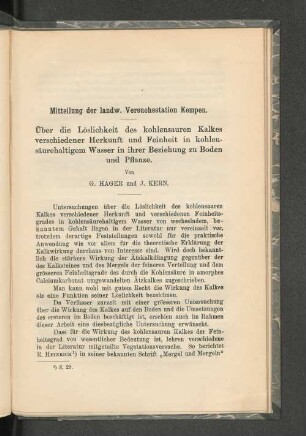 Mitteilung der landw. Versuchsstation Kempen.
Über die Löslichkeit des kohlensauren Kalkes
verschiedener Herkunft und Feinheit in kohlen-
säurehaltigem Wasser in ihrer Beziehung zu Boden
und Pflanze.
Von
G. HAGER und J. KERN.
Untersuchungen über die Löslichkeit des kohlensauren
Kalkes verschiedener Herkunft und verschiedenen Feinheits-
grades in kohlensäurehaltigem Wasser von wechselndem, be-
kanntem Gehalt liegen in der Literatur nur vereinzelt vor,
trotzdem derartige Feststellungen sowohl für die praktische
Anwendung wie vor allem für die theoretische Erklärung der
Kalkwirkung durchaus von Interesse sind. Wird doch bekannt-
lich die stärkere Wirkung der Ätzkalkdüngung gegenüber der
des Kalksteines und des Mergels der feineren Verteilung und dem
grösseren Feinheitsgrade des durch die Kohlensäure in amorphes
Calciumkarbonat umgewandelten Ätzkalkes zugeschrieben.
Man kann wohl mit gutem Recht die Wirkung des Kalkes
als eine Funktion seiner Löslichkeit bezeichnen.
Da Verfasser zurzeit mit einer grösseren Untersuchung
über die Wirkung des Kalkes auf den Boden und die Umsetzungen
des ersteren im Boden beschäftigt ist, erschien auch im Rahmen
dieser Arbeit eine diesbezügliche Untersuchung erwünscht.
Dass für die Wirkung des kohlensauren Kalkes der Fein-
heitsgrad von wesentlicher Bedeutung ist, lehren verschiedene
in der Literatur mitgeteilte Vegetationsversuche. So berichtet
R. HEINRICH¹) in seiner bekannten Schrift „Mergel und Mergeln“
¹) S. 29.